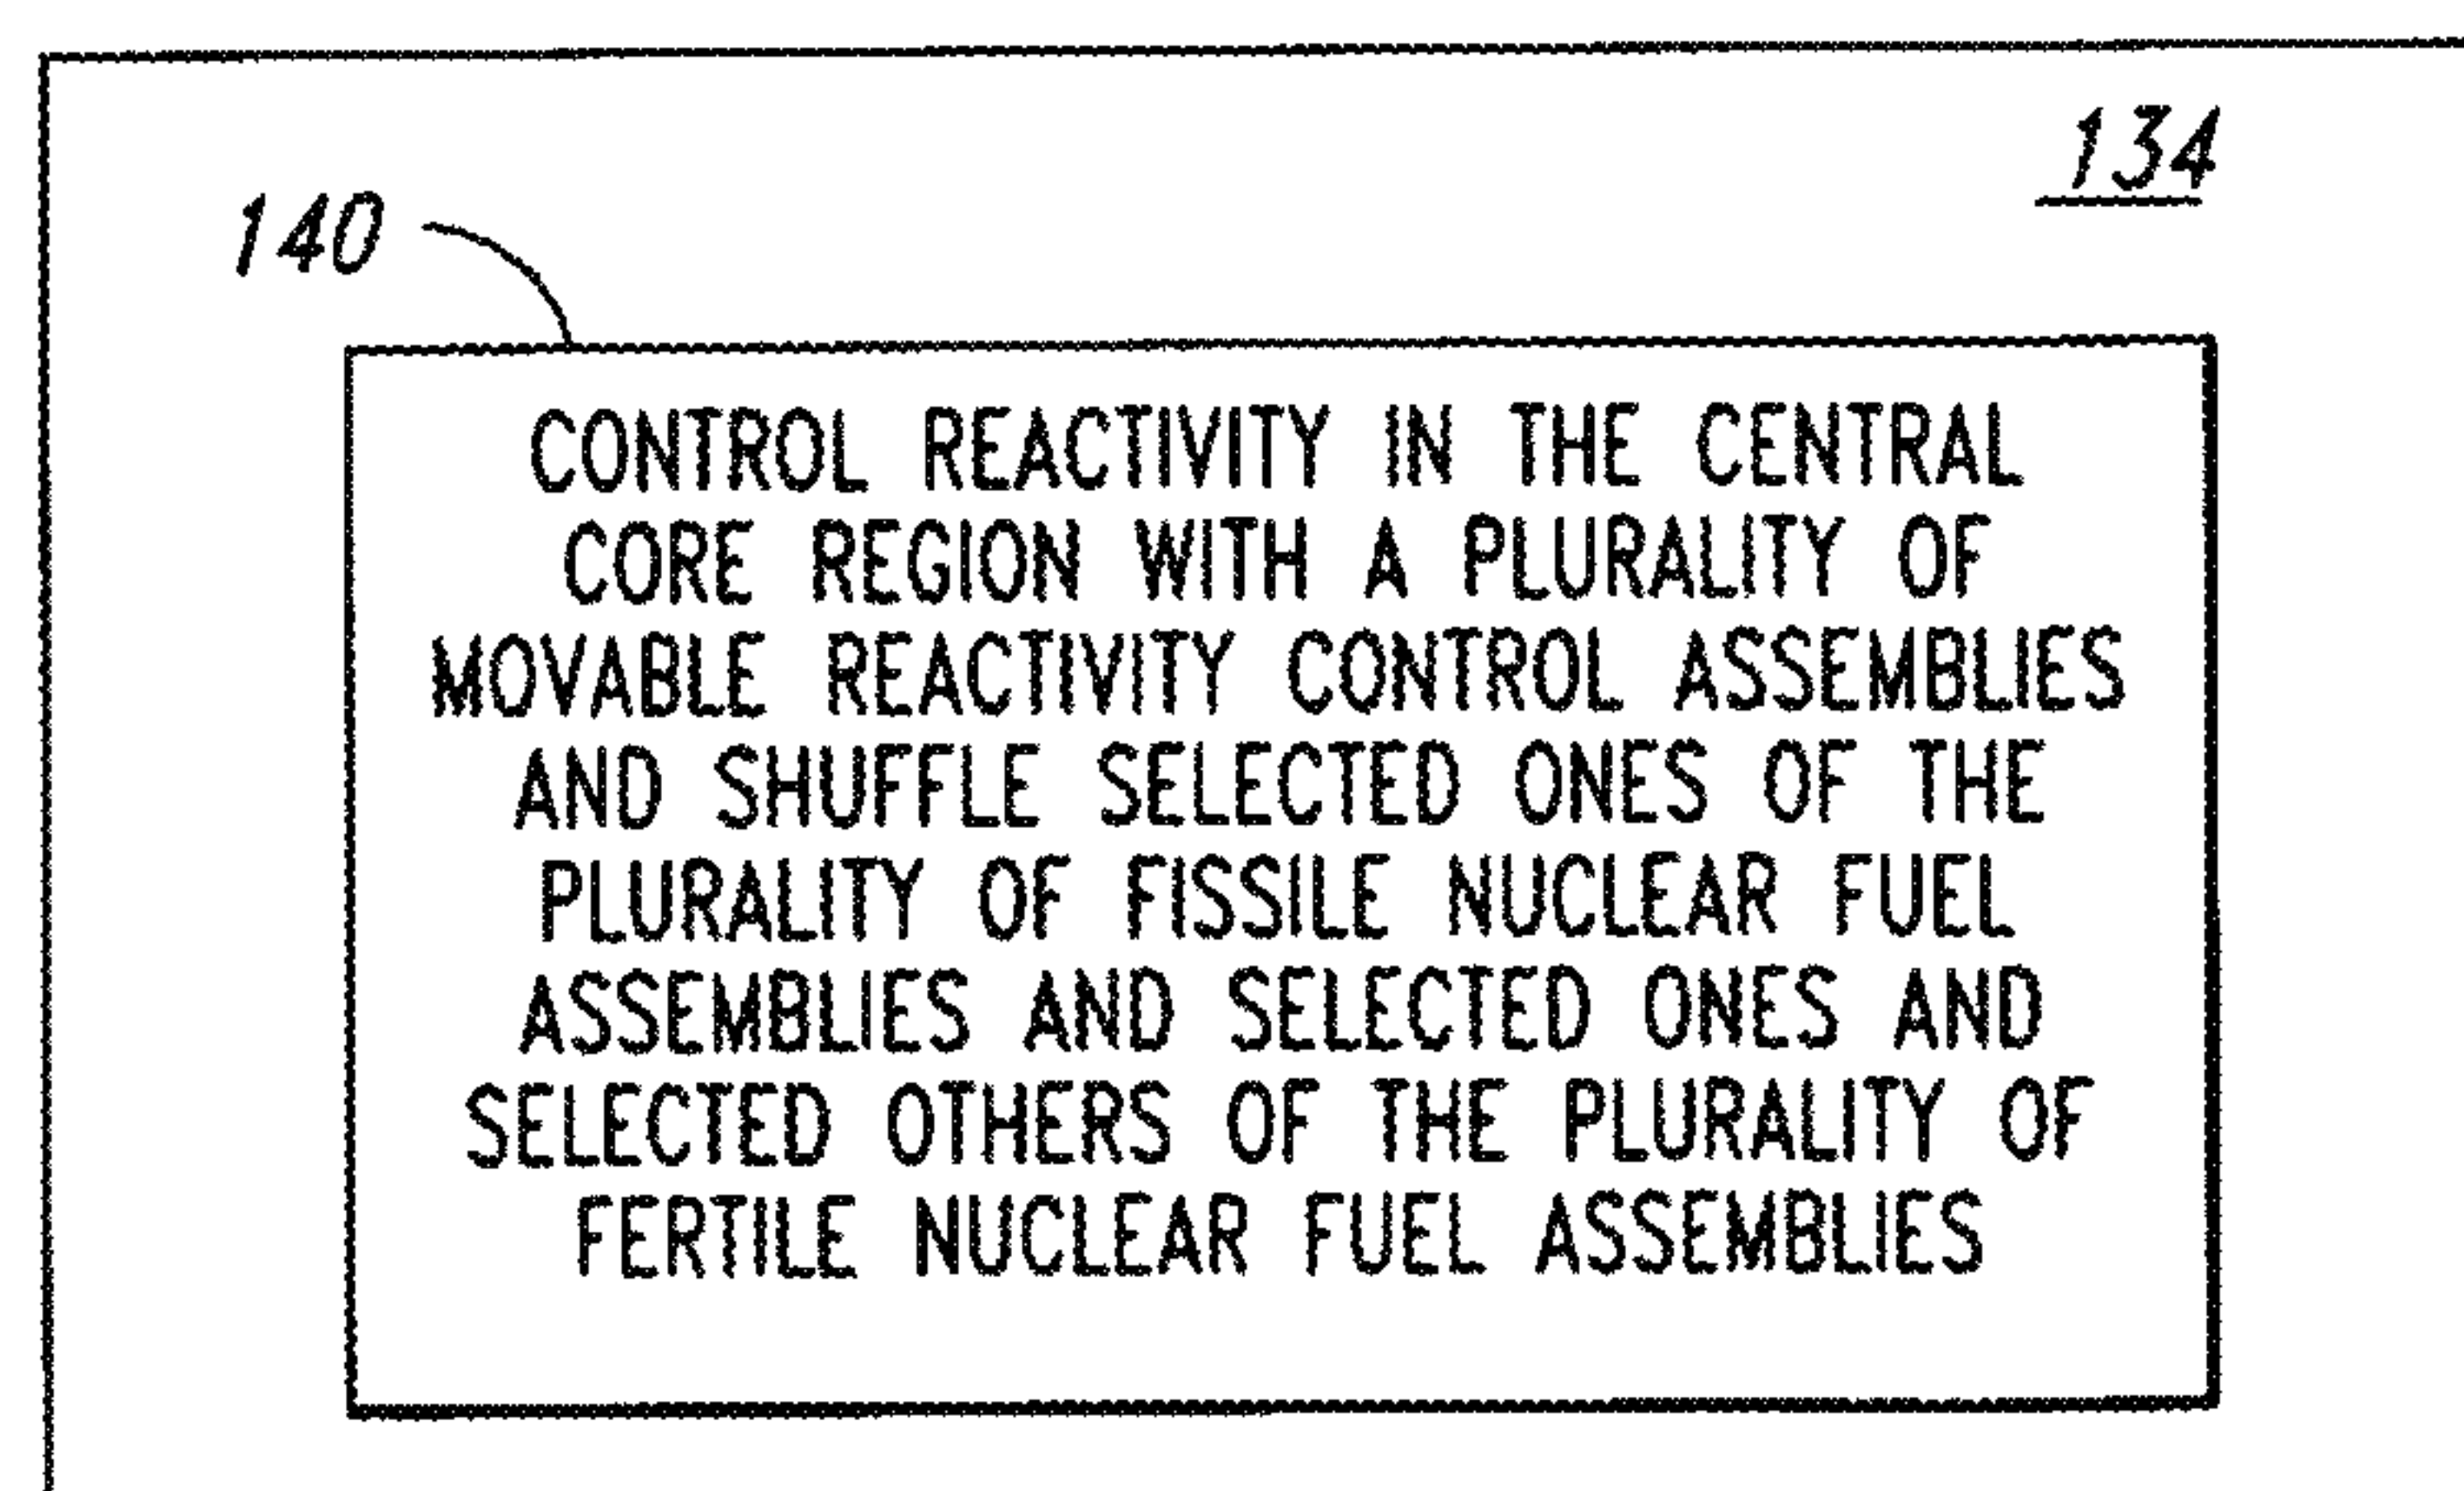 134
140
CONTROL REACTIVITY IN THE CENTRAL
CORE REGION WITH A PLURALITY OF
MOVABLE REACTIVITY CONTROL ASSEMBLIES
AND SHUFFLE SELECTED ONES OF THE
PLURALITY OF FISSILE NUCLEAR FUEL
ASSEMBLIES AND SELECTED ONES AND
SELECTED OTHERS OF THE PLURALITY OF
FERTILE NUCLEAR FUEL ASSEMBLIES